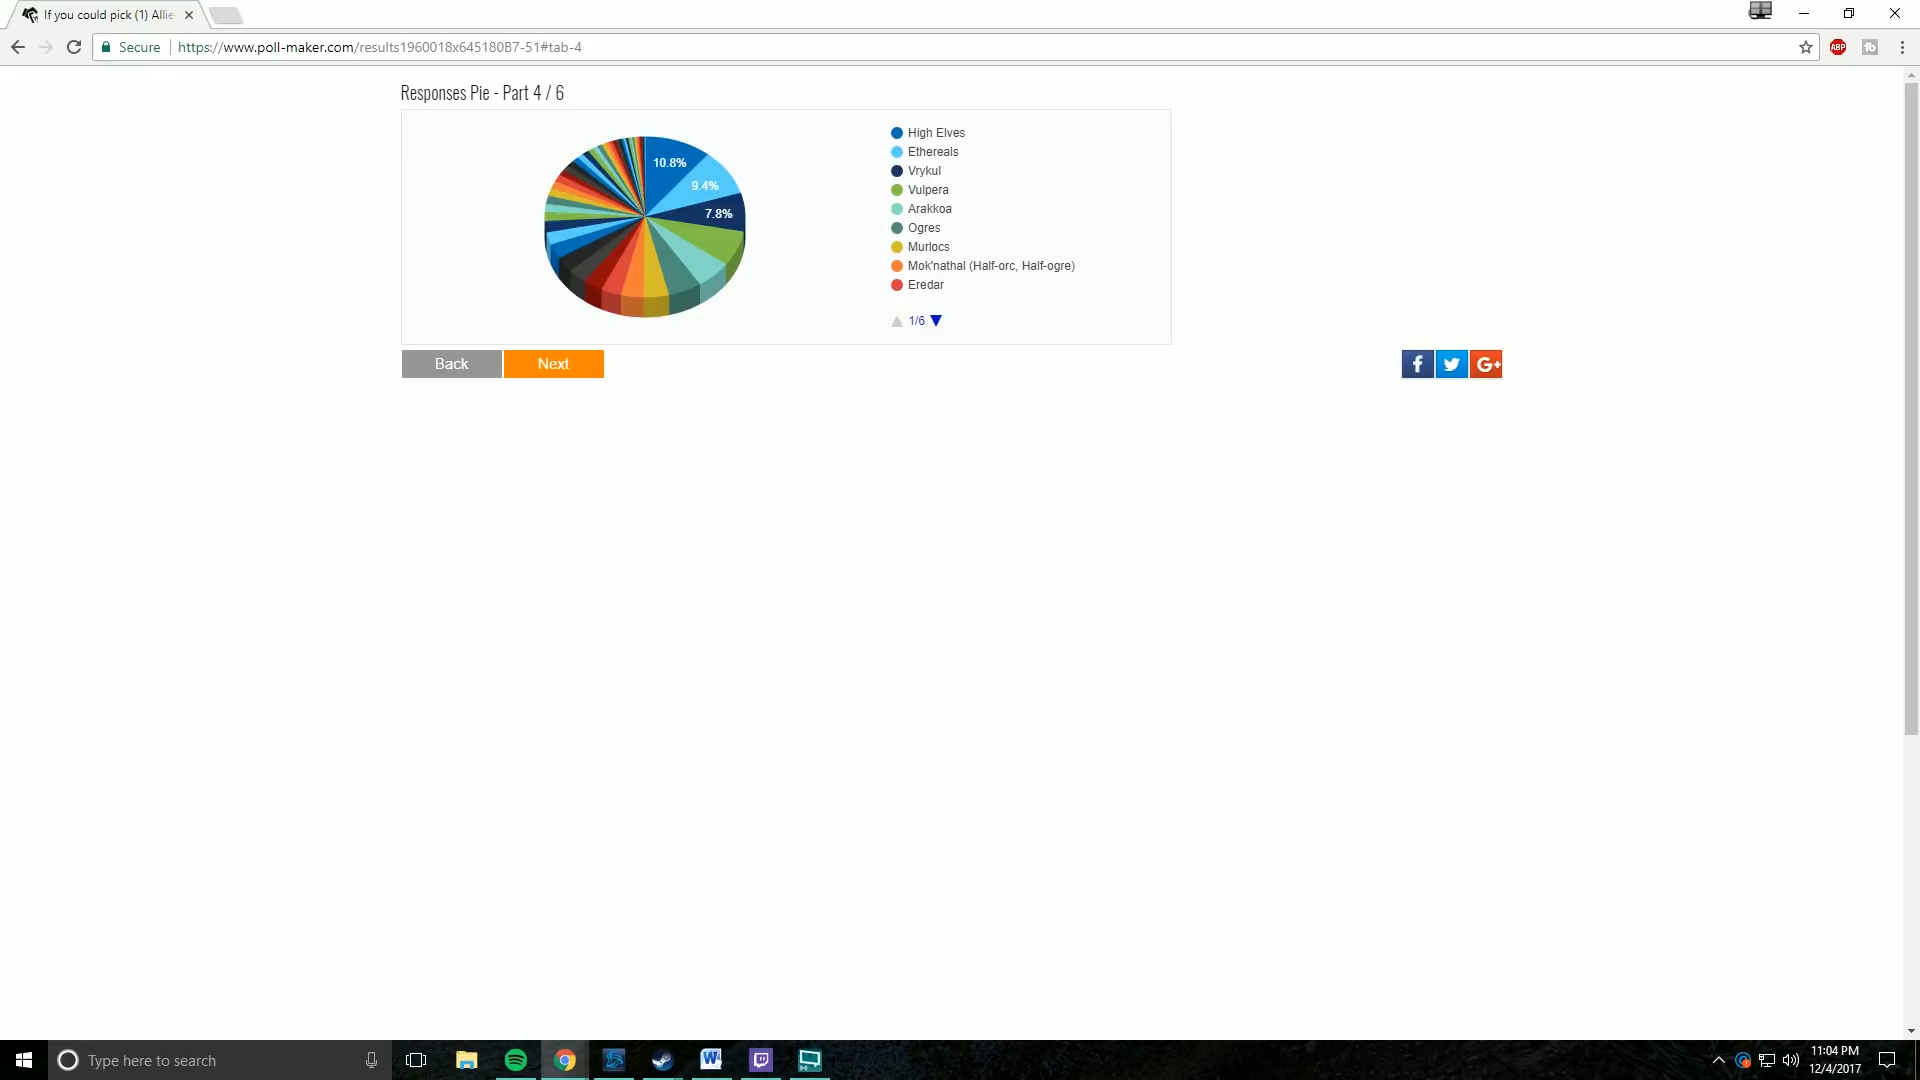 If you could pick (1) Allie
Secure https://www.poll-maker.com/results1960018x645180B7-51#tab-4
ABP
Responses Pie - Part 4 / 6
10.8%
9.4%
7.8%
High Elves
Ethereals
Vrykul
Vulpera
Arakkoa
Ogres
Murlocs
Mok'nathal (Half-orc, Half-ogre)
Eredar
1/6
Back Next
f G+
Type here to search
11:04 PM
12/4/2017